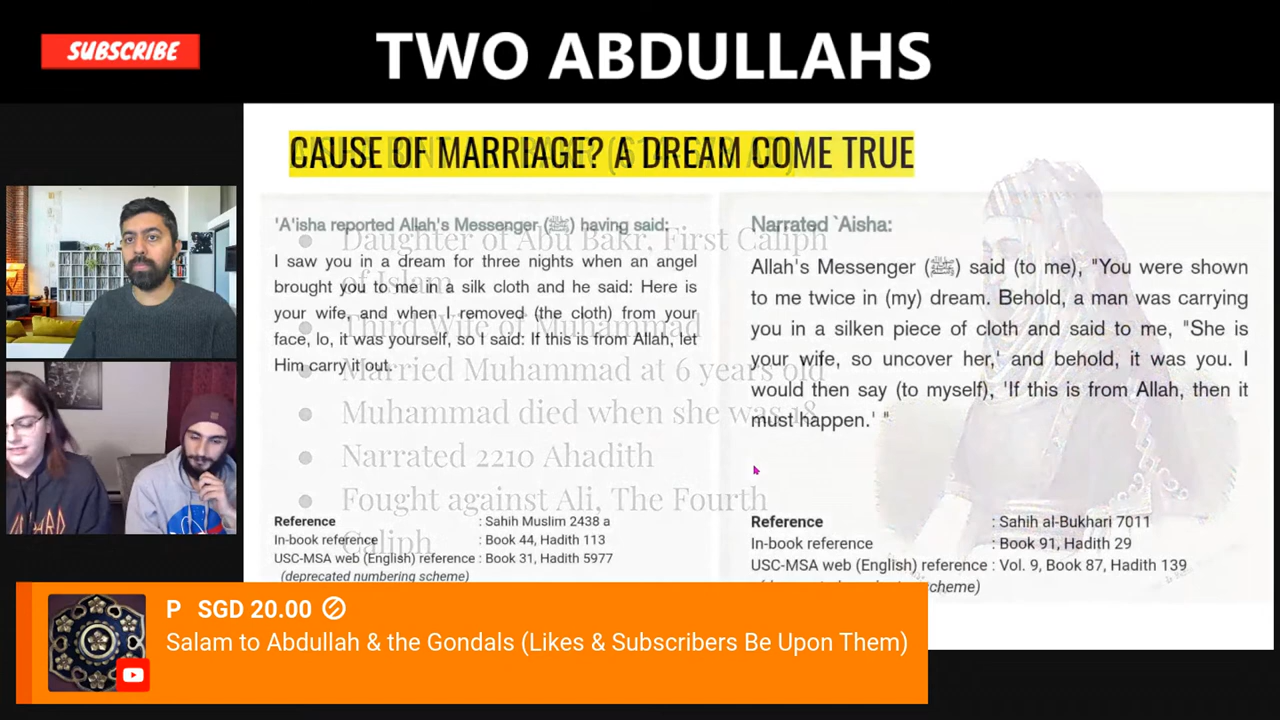 SUBSCRIBE
TWO ABDULLAHS
CAUSE OF MARRIAGE? A DREAM COME TRUE
'A'isha reported Allah's Messenger (ﷺ) having said:
I saw you in a dream for three nights when an angel
brought you to me in a silk cloth and he said: Here is
your wife, and when I removed (the cloth) from your
face, lo, it was yourself, so I said: If this is from Allah, let
Him carry it out.
Reference : Sahih Muslim 2438 a
In-book reference : Book 44, Hadith 113
USC-MSA web (English) reference : Book 31, Hadith 5977
(deprecated numbering scheme)
Daughter of Abu Bakr, First Caliph
of Islam
Third Wife of Muhammad
Married Muhammad at 6 years old
Muhammad died when she was 18
Narrated 2210 Ahadith
Fought against Ali, The Fourth
Caliph
Narrated `Aisha:
Allah's Messenger (ﷺ) said (to me), "You were shown
to me twice in (my) dream. Behold, a man was carrying
you in a silken piece of cloth and said to me, "She is
your wife, so uncover her,' and behold, it was you. I
would then say (to myself), 'If this is from Allah, then it
must happen.' "
Reference : Sahih al-Bukhari 7011
In-book reference : Book 91, Hadith 29
USC-MSA web (English) reference : Vol. 9, Book 87, Hadith 139
scheme)
P SGD 20.00
Salam to Abdullah & the Gondals (Likes & Subscribers Be Upon Them)